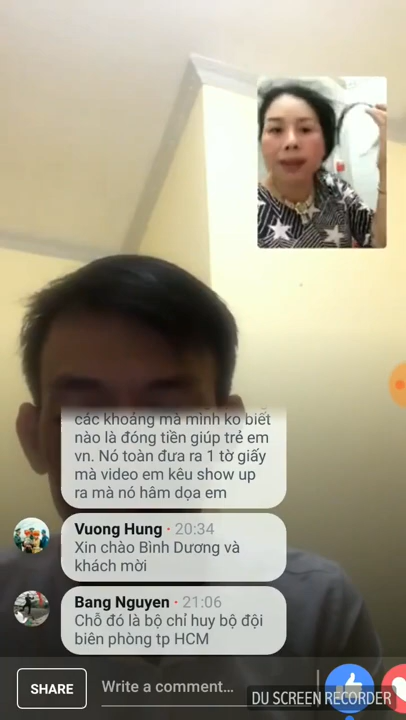 các khoảng mà mình ko biết
nào là đóng tiền giúp trẻ em
vn. Nó toàn đưa ra 1 tờ giấy
mà video em kêu show up
ra mà nó hâm dọa em
Vuong Hung · 20:34
Xin chào Bình Dương và
khách mời
Bang Nguyen · 21:06
Chỗ đó là bộ chỉ huy bộ đội
biên phòng tp HCM
SHARE
Write a comment...
DU SCREEN RECORDER